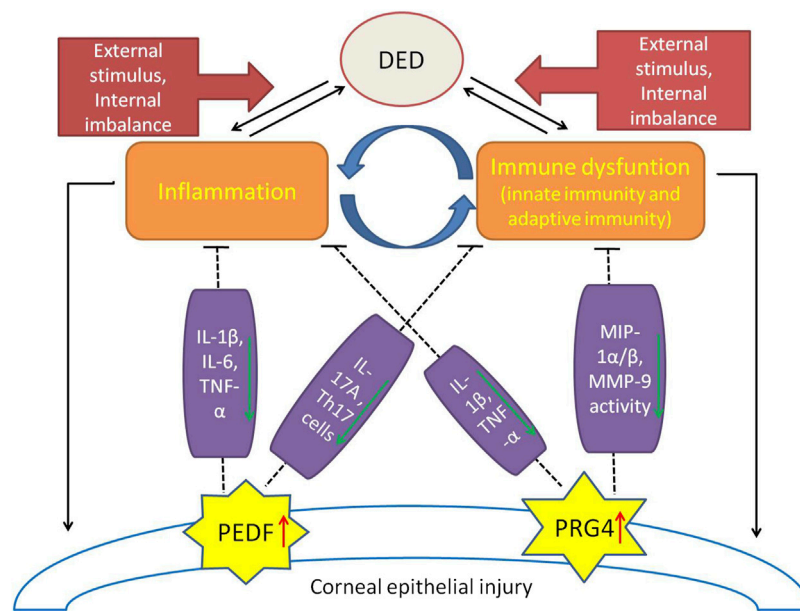 External
stimulus,
Internal
imbalance
DED
External
stimulus,
Internal
imbalance
Inflammation
Immune dysfuntion
(innate immunity and
adaptive immunity)
IL-1β,
IL-6,
TNF-
α
IL-
17A,
Th17
cells
IL-
1β,
TNF
-α
MIP-
1α/β,
MMP-9
activity
PEDF
PRG4
Corneal epithelial injury